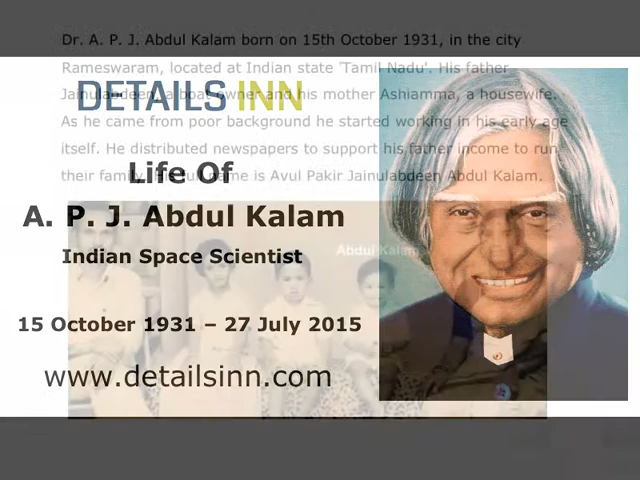 Dr. A. P. J. Abdul Kalam born on 15th October 1931, in the city
Rameswaram, located at Indian state 'Tamil Nadu'. His father
Jainulabdeen, a boat owner and his mother Ashiamma, a housewife.
As he came from poor background he started working in his early age
itself. He distributed newspapers to support his father income to run
their family. His full name is Avul Pakir Jainulabdeen Abdul Kalam.
DETAILS INN
Life Of
A. P. J. Abdul Kalam
Abdul Kalam
Indian Space Scientist
15 October 1931 – 27 July 2015
www.detailsinn.com